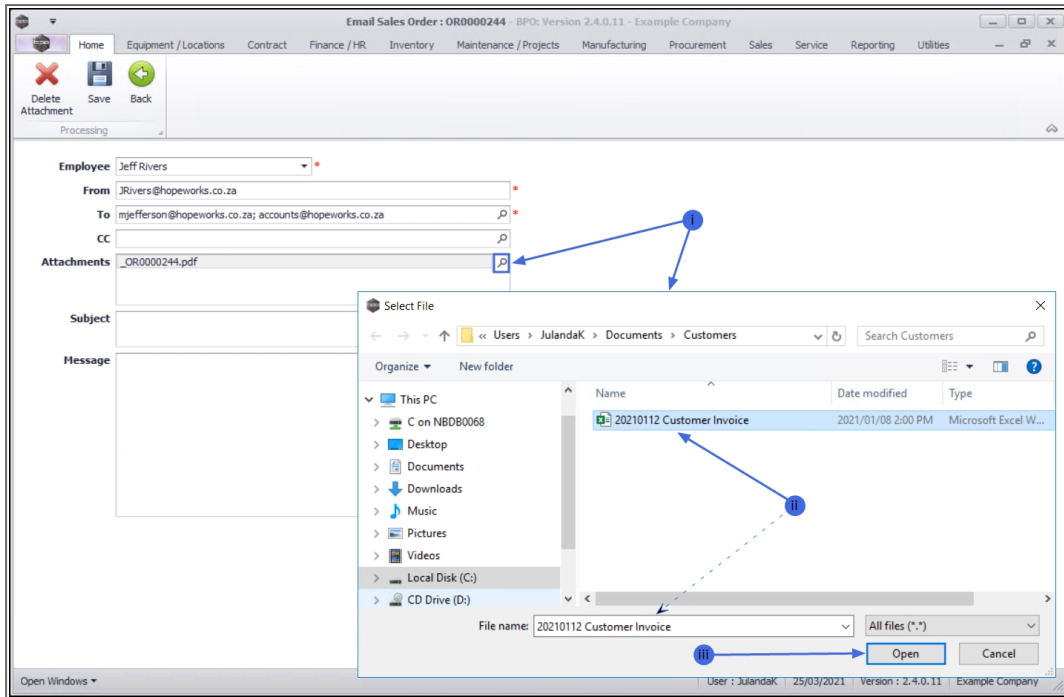 Email Sales Order : OR0000244 - BPO: Version 2.4.0.11 - Example Company
bpo Home Equipment / Locations Contract Finance / HR Inventory Maintenance / Projects Manufacturing Procurement Sales Service Reporting Utilities
Delete Attachment Save Back
Processing
Employee Jeff Rivers *
From JRivers@hopeworks.co.za *
To mjefferson@hopeworks.co.za; accounts@hopeworks.co.za *
CC
Attachments _OR0000244.pdf
Subject
Message
i
Select File
« Users > JulandaK > Documents > Customers Search Customers
Organize New folder
Name Date modified Type
20210112 Customer Invoice 2021/01/08 2:00 PM Microsoft Excel W...
This PC
C on NBDB0068
Desktop
Documents
Downloads
Music
Pictures
Videos
Local Disk (C:)
CD Drive (D:)
ii
File name: 20210112 Customer Invoice All files (*.*)
iii
Open Cancel
Open Windows User : JulandaK 25/03/2021 Version : 2.4.0.11 Example Company